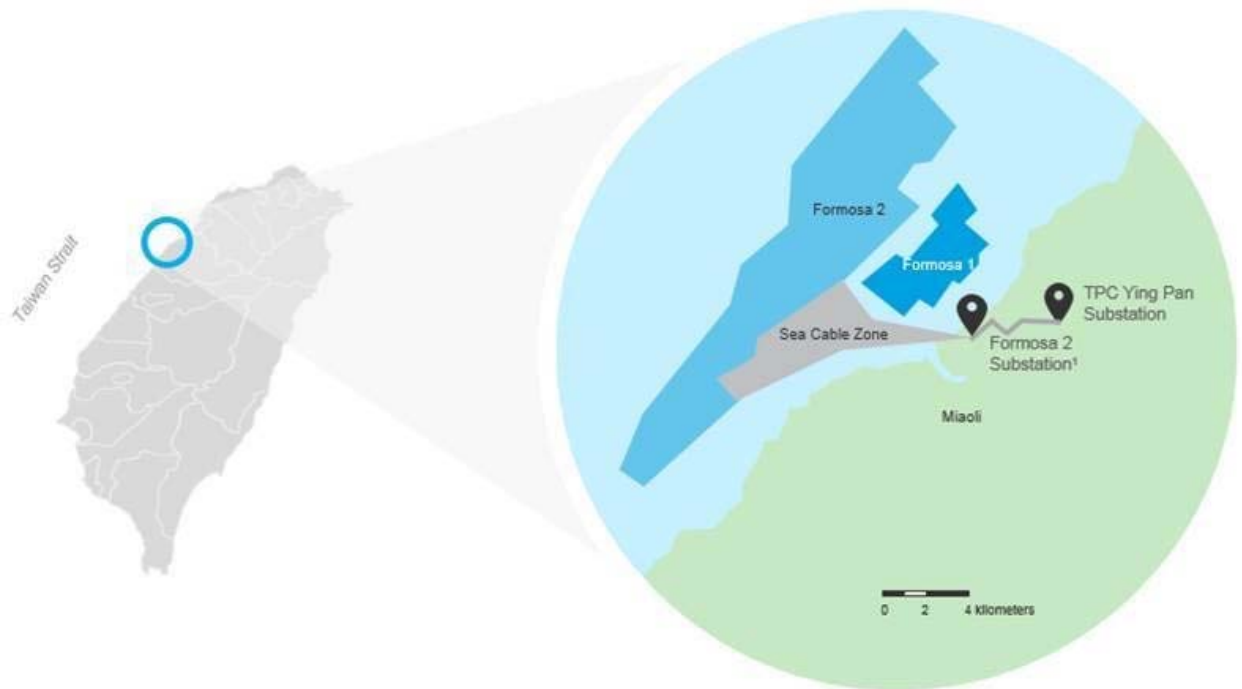 Taiwan Strait
Formosa 2
Formosa 1
Sea Cable Zone
TPC Ying Pan
Substation
Formosa 2
Substation¹
Miaoli
0 2 4 kilometers